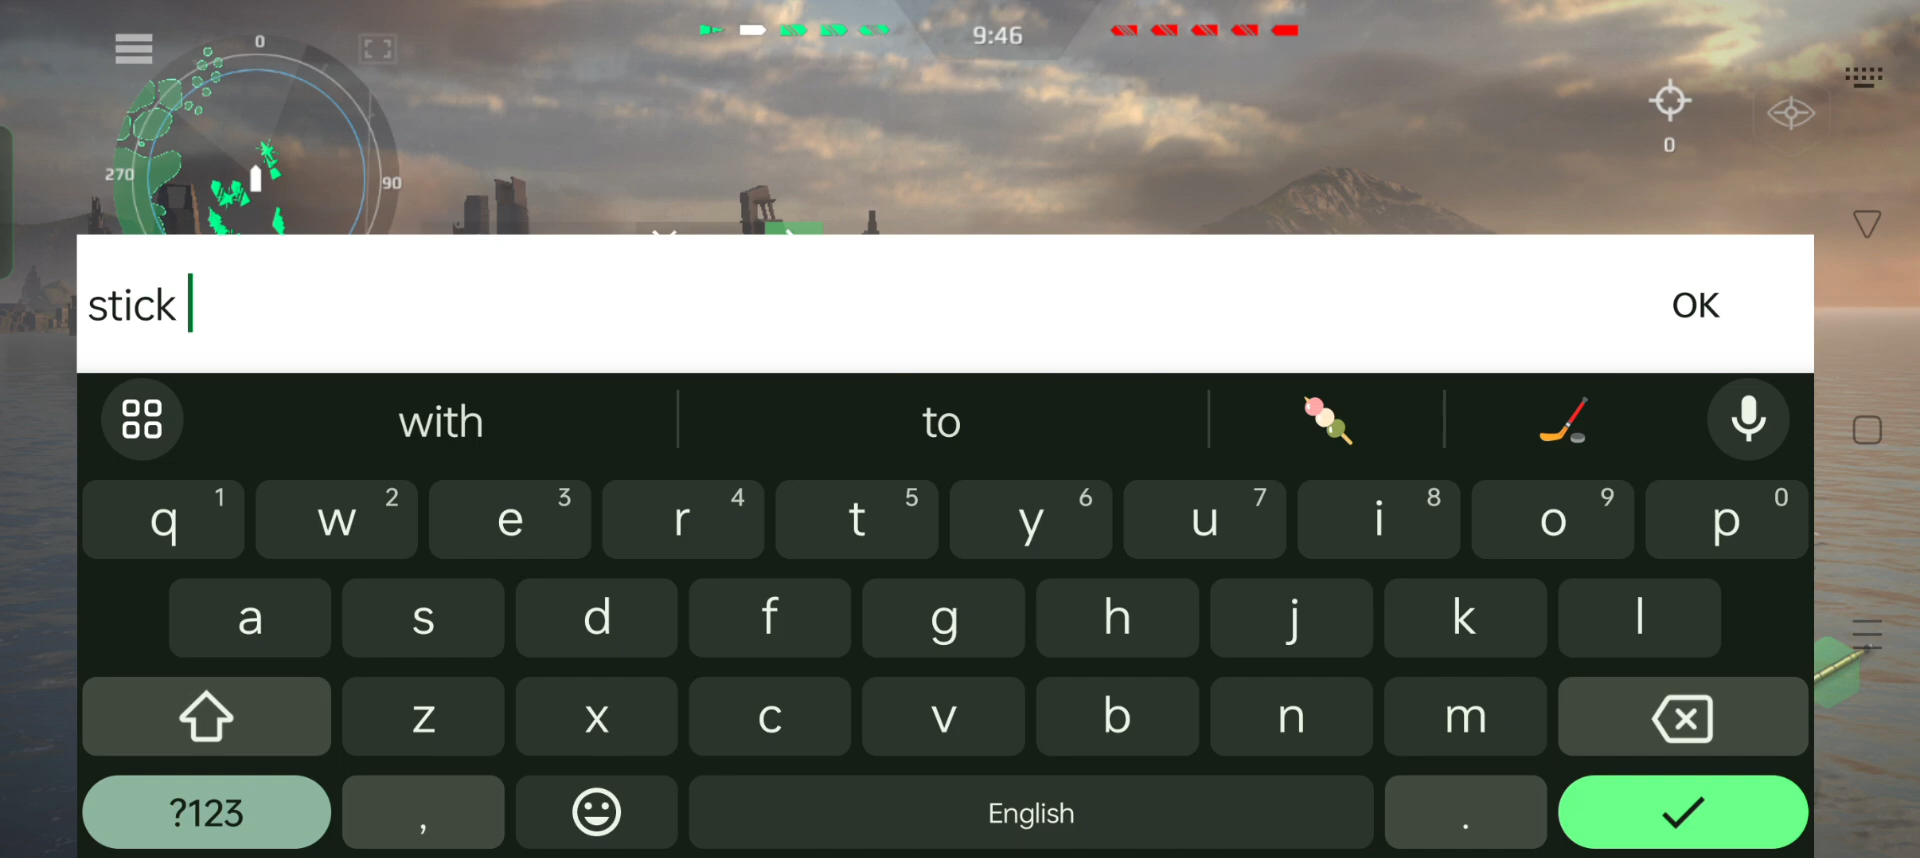 0
9:46
270
90
0
stick
OK
with to
q 1 w 2 e 3 r 4 t 5 y 6 u 7 i 8 o 9 p 0
a s d f g h j k l
z x c v b n m
?123 , English .